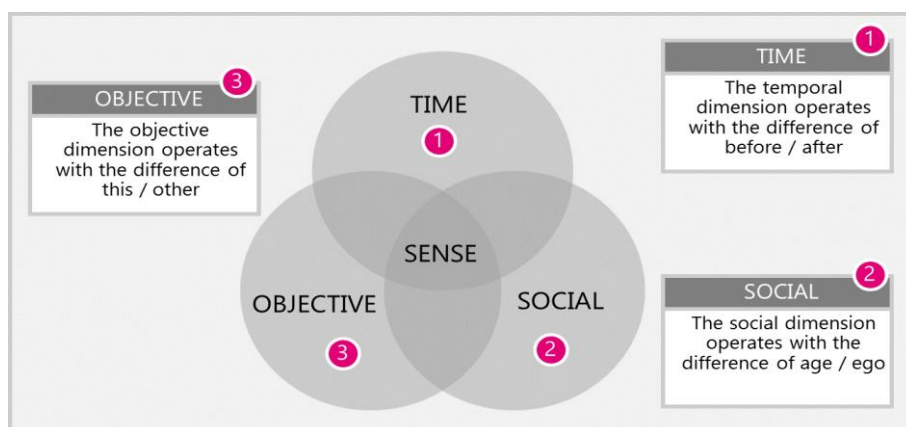 3
OBJECTIVE
The objective
dimension operates
with the difference of
this / other
TIME
1
SENSE
OBJECTIVE
3
SOCIAL
2
1
TIME
The temporal
dimension operates
with the difference of
before / after
2
SOCIAL
The social dimension
operates with the
difference of age / ego